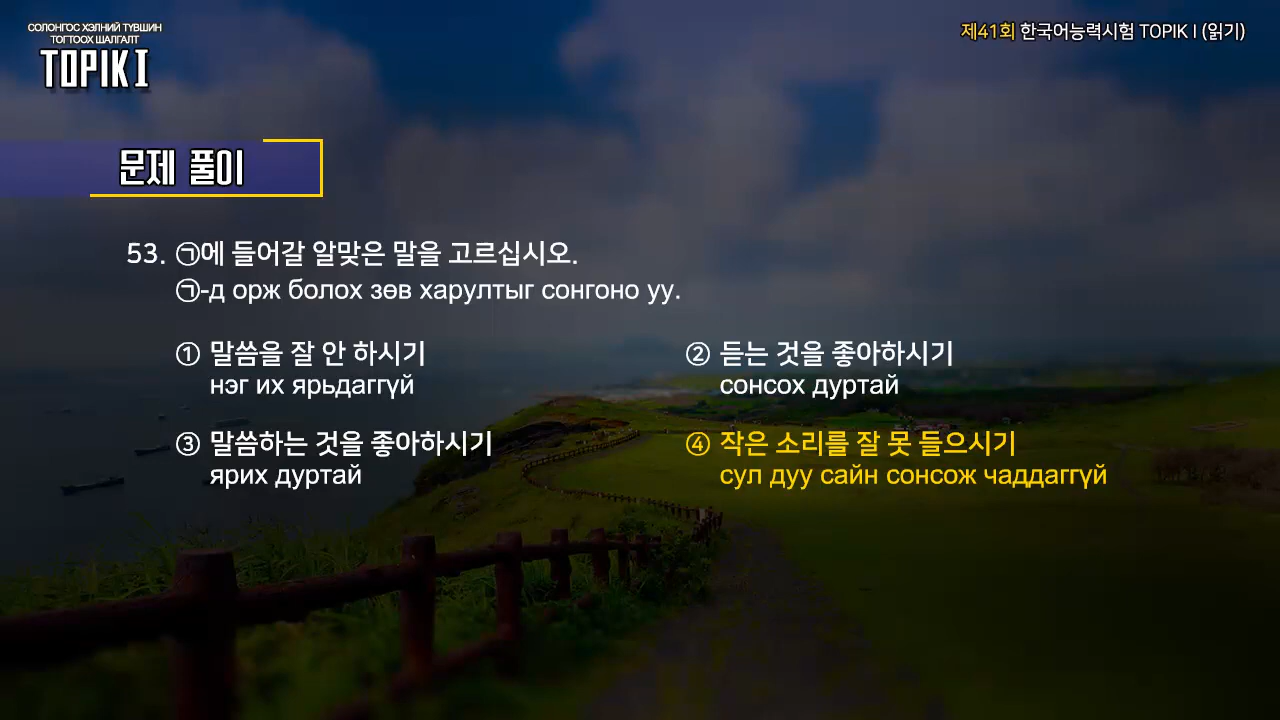 СОЛОНГОС ХЭЛНИЙ ТҮВШИН
ТОГТООХ ШАЛГАЛТ
TOPIK I
제41회 한국어능력시험 TOPIK I (읽기)
문제 풀이
53. ㉠에 들어갈 알맞은 말을 고르십시오.
㉠-д орж болох зөв харултыг сонгоно уу.
① 말씀을 잘 안 하시기
нэг их ярьдаггүй
② 듣는 것을 좋아하시기
сонсох дуртай
③ 말씀하는 것을 좋아하시기
ярих дуртай
④ 작은 소리를 잘 못 들으시기
сул дуу сайн сонсож чаддаггүй